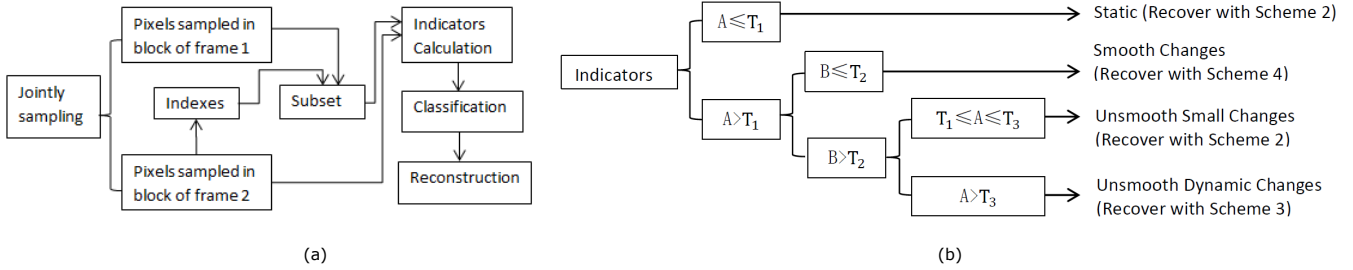 Jointly
sampling
Pixels sampled in
block of frame 1
Indexes
Pixels sampled in
block of frame 2
Subset
Indicators
Calculation
Classification
Reconstruction
(a)
Indicators
A≤T₁
Static (Recover with Scheme 2)
A>T₁
B≤T₂
Smooth Changes
(Recover with Scheme 4)
B>T₂
T₁≤A≤T₃
Unsmooth Small Changes
(Recover with Scheme 2)
A>T₃
Unsmooth Dynamic Changes
(Recover with Scheme 3)
(b)